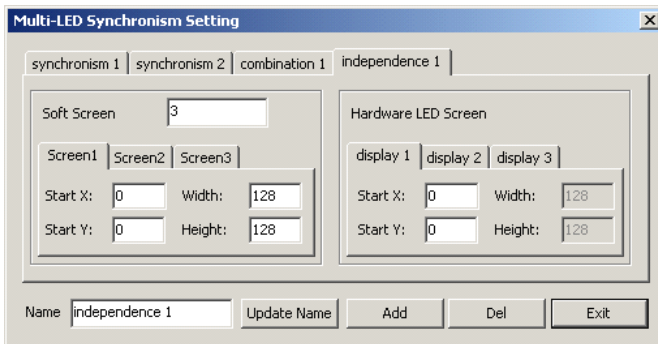 Multi-LED Synchronism Setting
synchronism 1 synchronism 2 combination 1 independence 1
Soft Screen 3
Screen1 Screen2 Screen3
Start X: 0 Width: 128
Start Y: 0 Height: 128
Hardware LED Screen
display 1 display 2 display 3
Start X: 0 Width: 128
Start Y: 0 Height: 128
Name independence 1 Update Name Add Del Exit